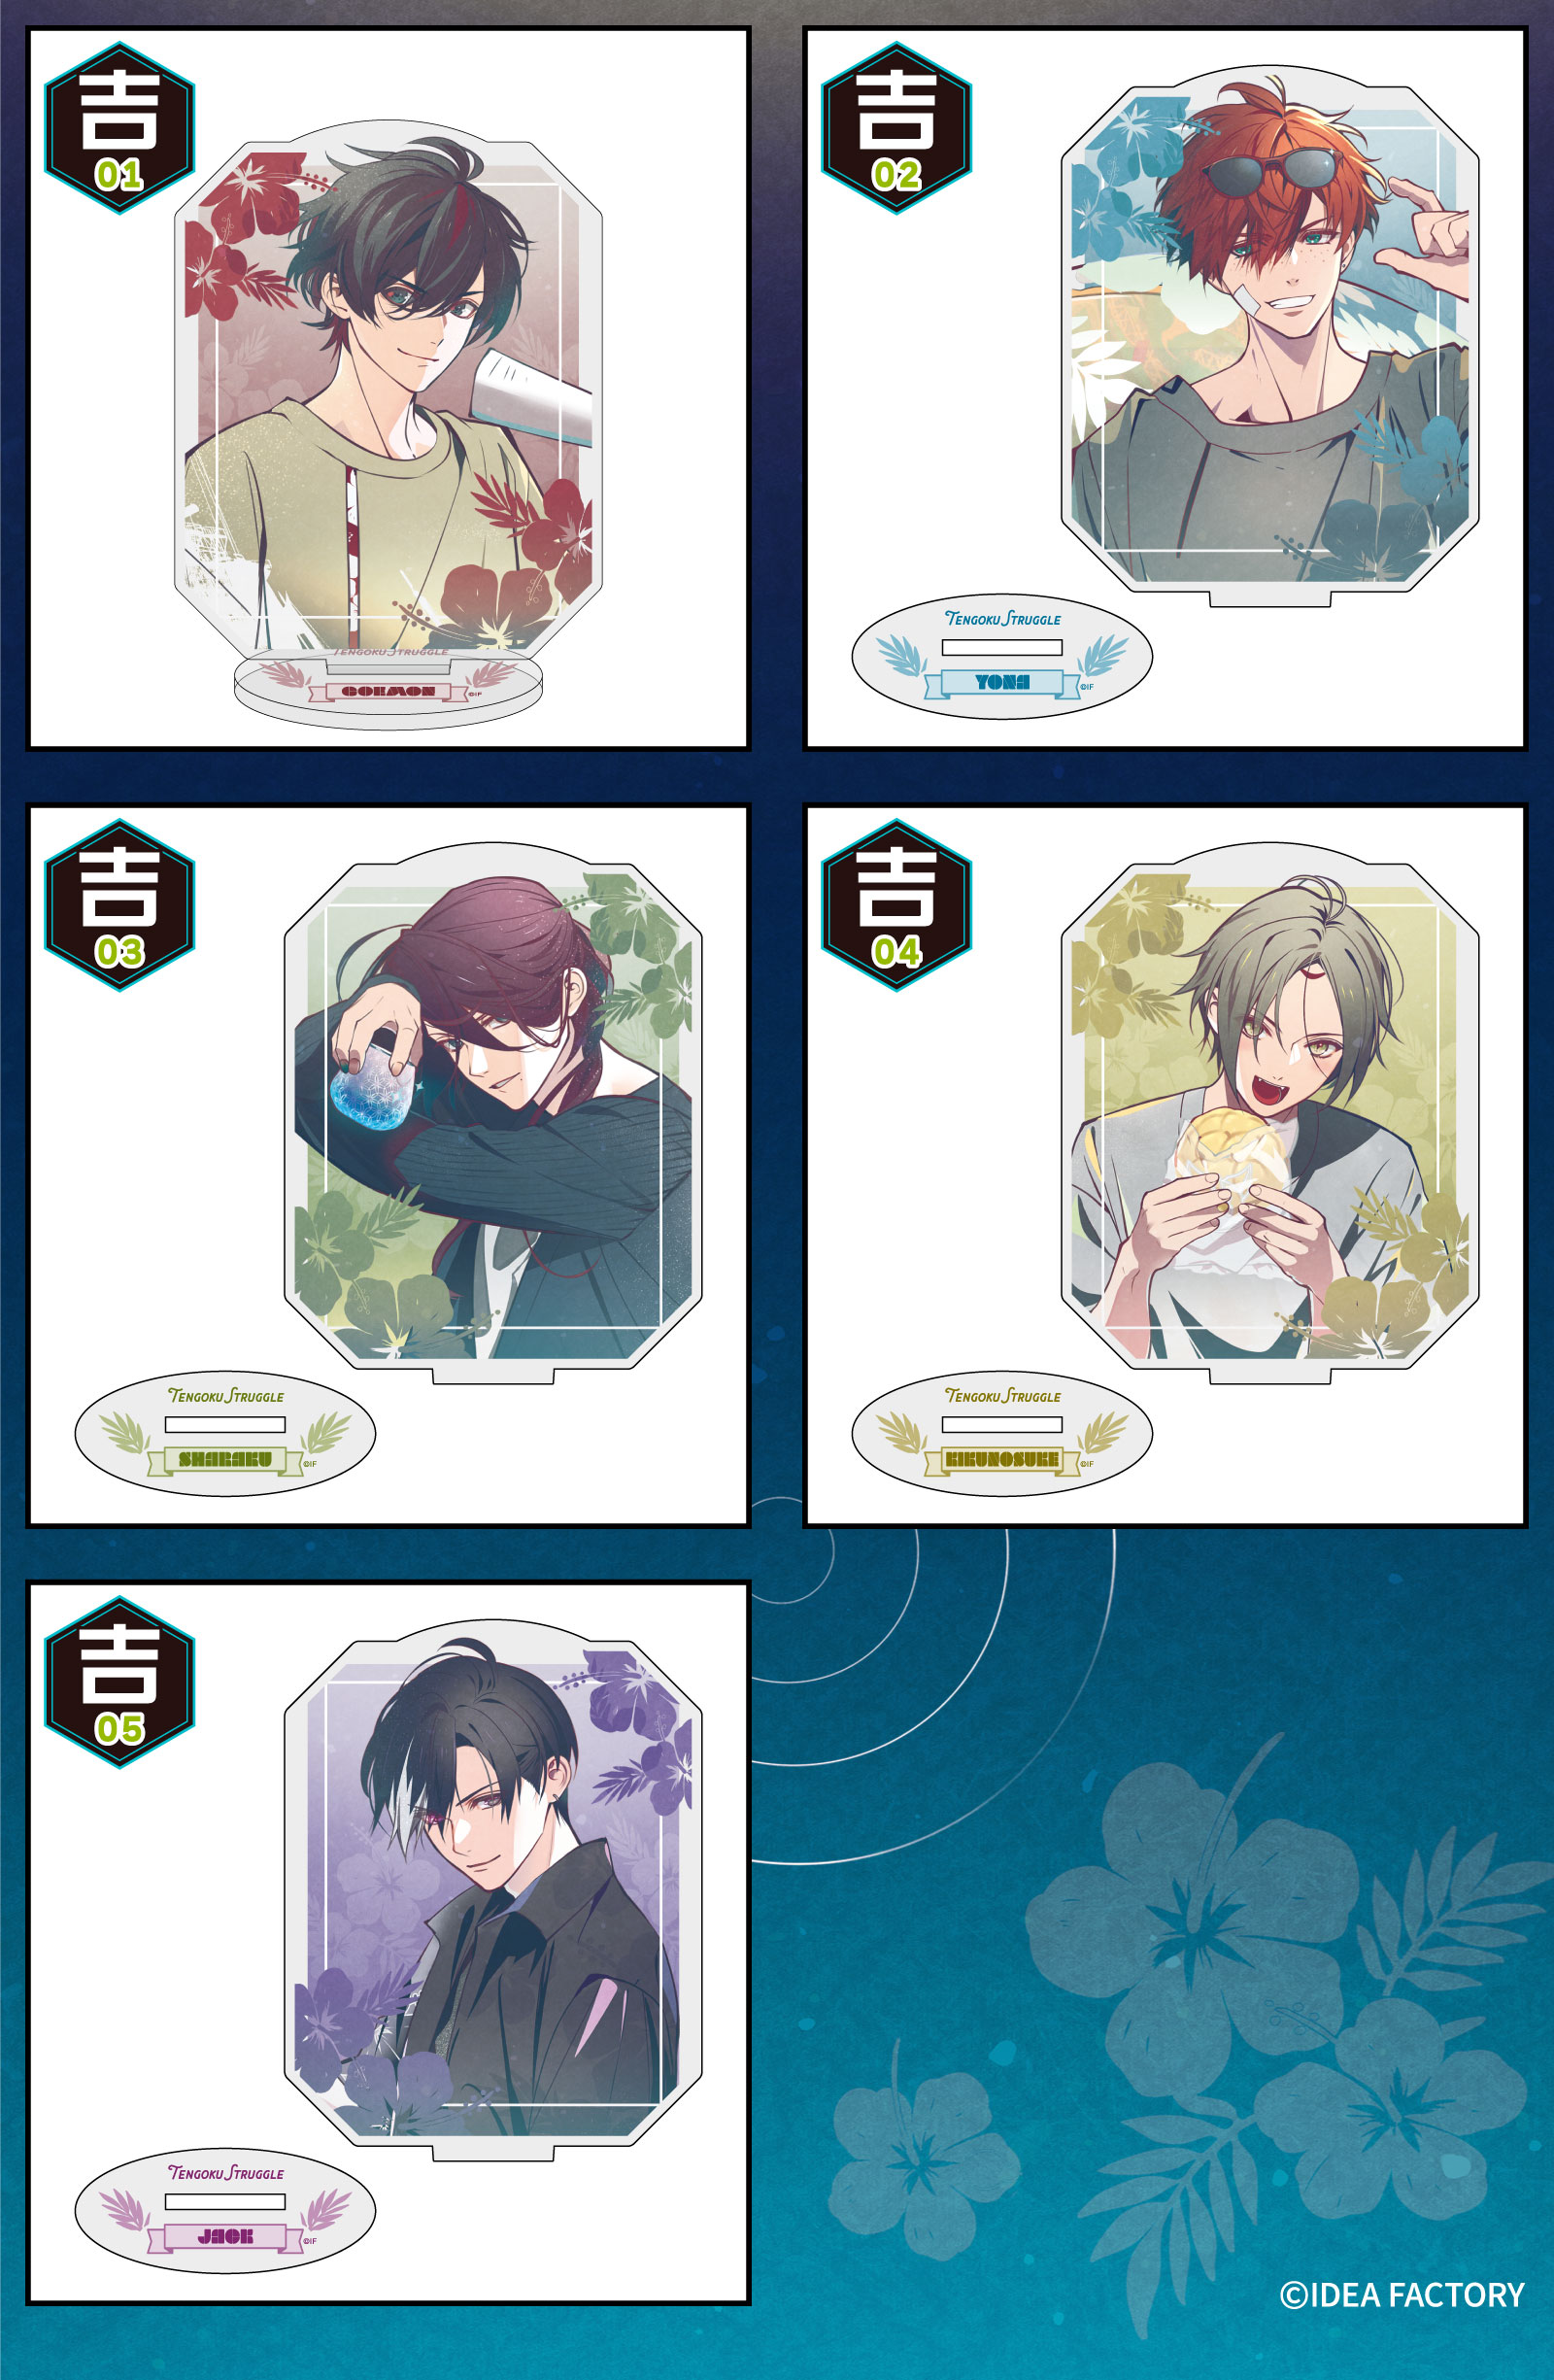 吉
01
TENGOKU STRUGGLE
GOEMON
©IF
吉
02
TENGOKU STRUGGLE
YONA
©IF
吉
03
TENGOKU STRUGGLE
SHARAKU
©IF
吉
04
TENGOKU STRUGGLE
KIKUNOSUKE
©IF
吉
05
TENGOKU STRUGGLE
JACK
©IF
©IDEA FACTORY